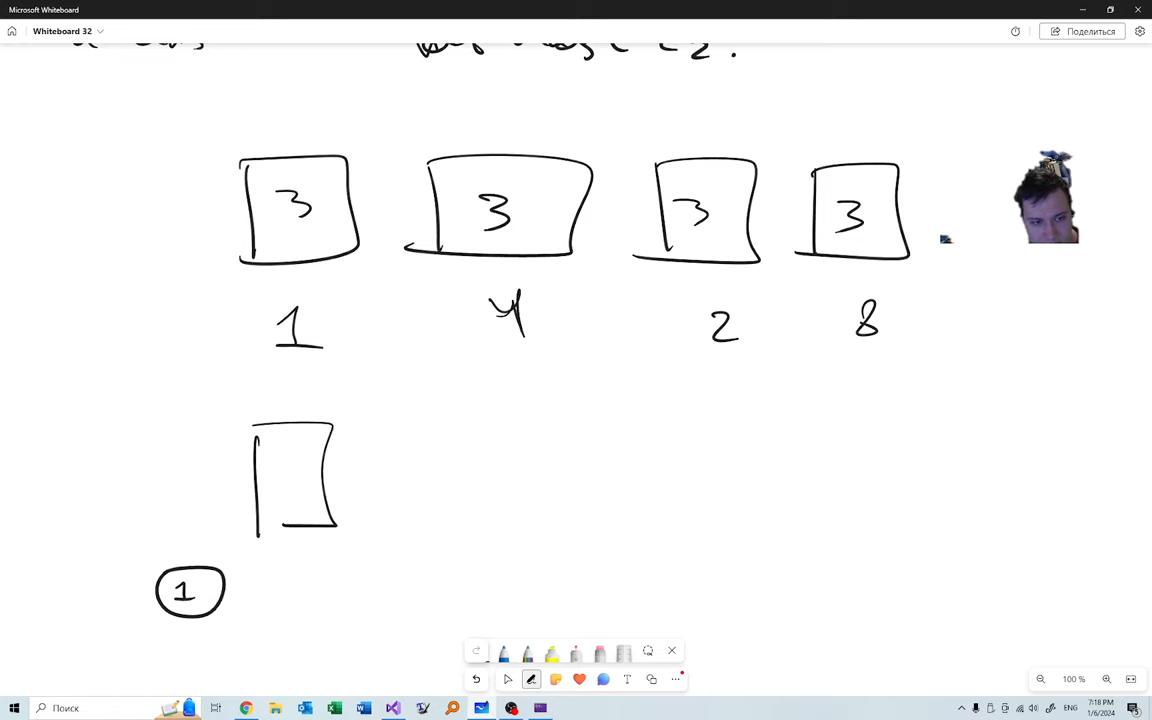 Microsoft Whiteboard
Whiteboard 32
Поделиться
3 3 3 3
1 4 2 8
1
100 %
Поиск
ENG
7:18 PM
1/6/2024
5